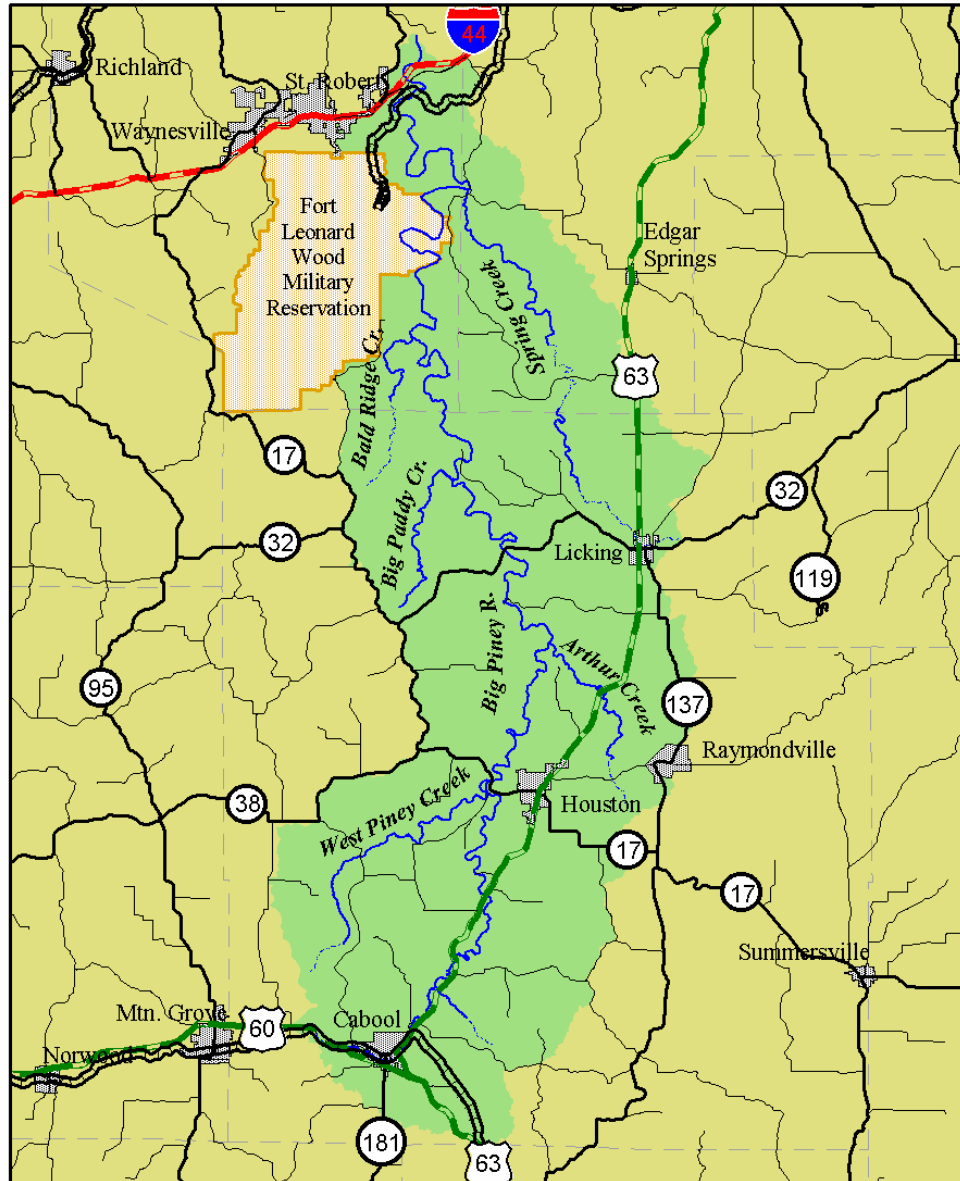 44
Richland
St. Robert
Waynesville
Fort
Leonard
Wood
Military
Reservation
Edgar
Springs
Spring Creek
63
Bald Ridge Cr.
17
Big Paddy Cr.
32
32
Licking
119
Big Piney R.
Arthur Creek
95
137
Raymondville
38
West Piney Creek
Houston
17
17
Summersville
Mtn. Grove
60
Cabool
Norwood
181
63